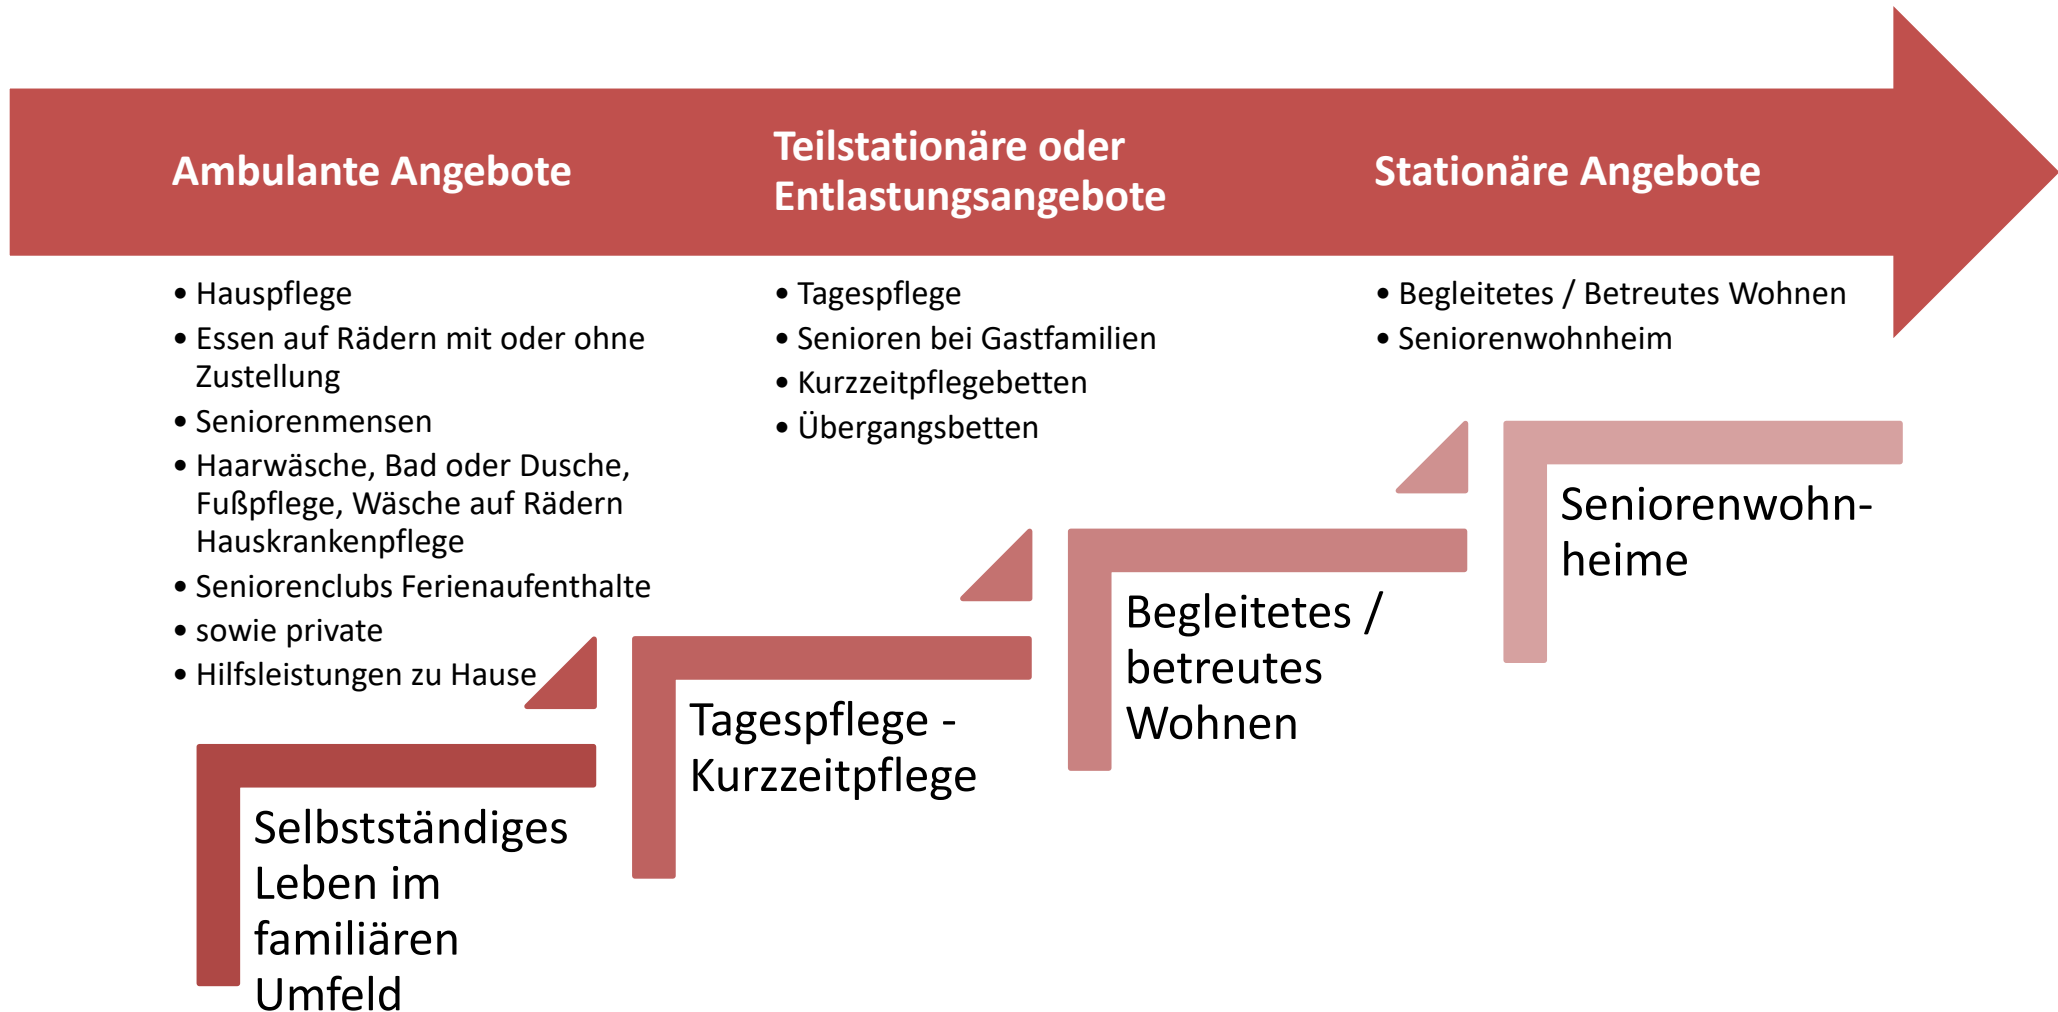 Ambulante Angebote
Teilstationäre oder
Entlastungsangebote
Stationäre Angebote
• Hauspflege
• Essen auf Rädern mit oder ohne
Zustellung
• Seniorenmensen
• Haarwäsche, Bad oder Dusche,
Fußpflege, Wäsche auf Rädern
Hauskrankenpflege
• Seniorenclubs Ferienaufenthalte
• sowie private
• Hilfsleistungen zu Hause
• Tagespflege
• Senioren bei Gastfamilien
• Kurzzeitpflegebetten
• Übergangsbetten
• Begleitetes / Betreutes Wohnen
• Seniorenwohnheim
Selbstständiges
Leben im
familiären
Umfeld
Tagespflege -
Kurzzeitpflege
Begleitetes /
betreutes
Wohnen
Seniorenwohn-
heime